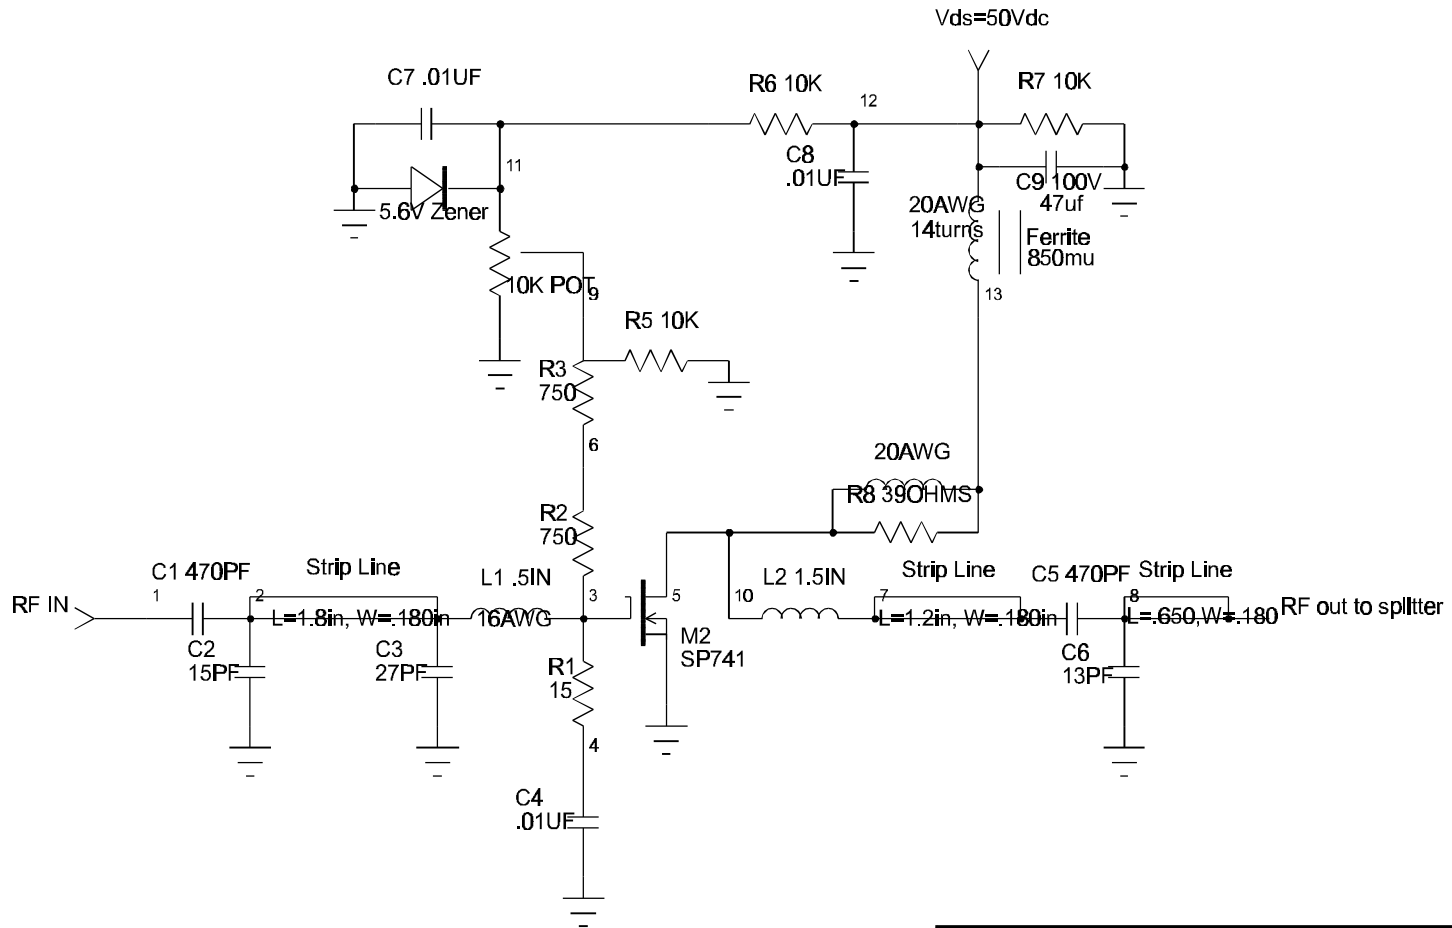 Vds=50Vdc
C7 .01UF
R6 10K
12
R7 10K
11
C8
.01UF
C9 100V
47uf
5.6V Zener
20AWG
14turns
Ferrite
850mu
10K POT
9
13
R5 10K
R3
750
6
20AWG
R8 39OHMS
R2
750
C1 470PF
Strip Line
L1 .5IN
L2 1.5IN
Strip Line
C5 470PF
Strip Line
RF IN
1
2
3
5
10
7
8
L=1.8in, W=.180in
16AWG
L=1.2in, W=.180in
L=.650,W=.180
RF out to splitter
C2
15PF
C3
27PF
R1
15
M2
SP741
C6
13PF
4
C4
.01UF